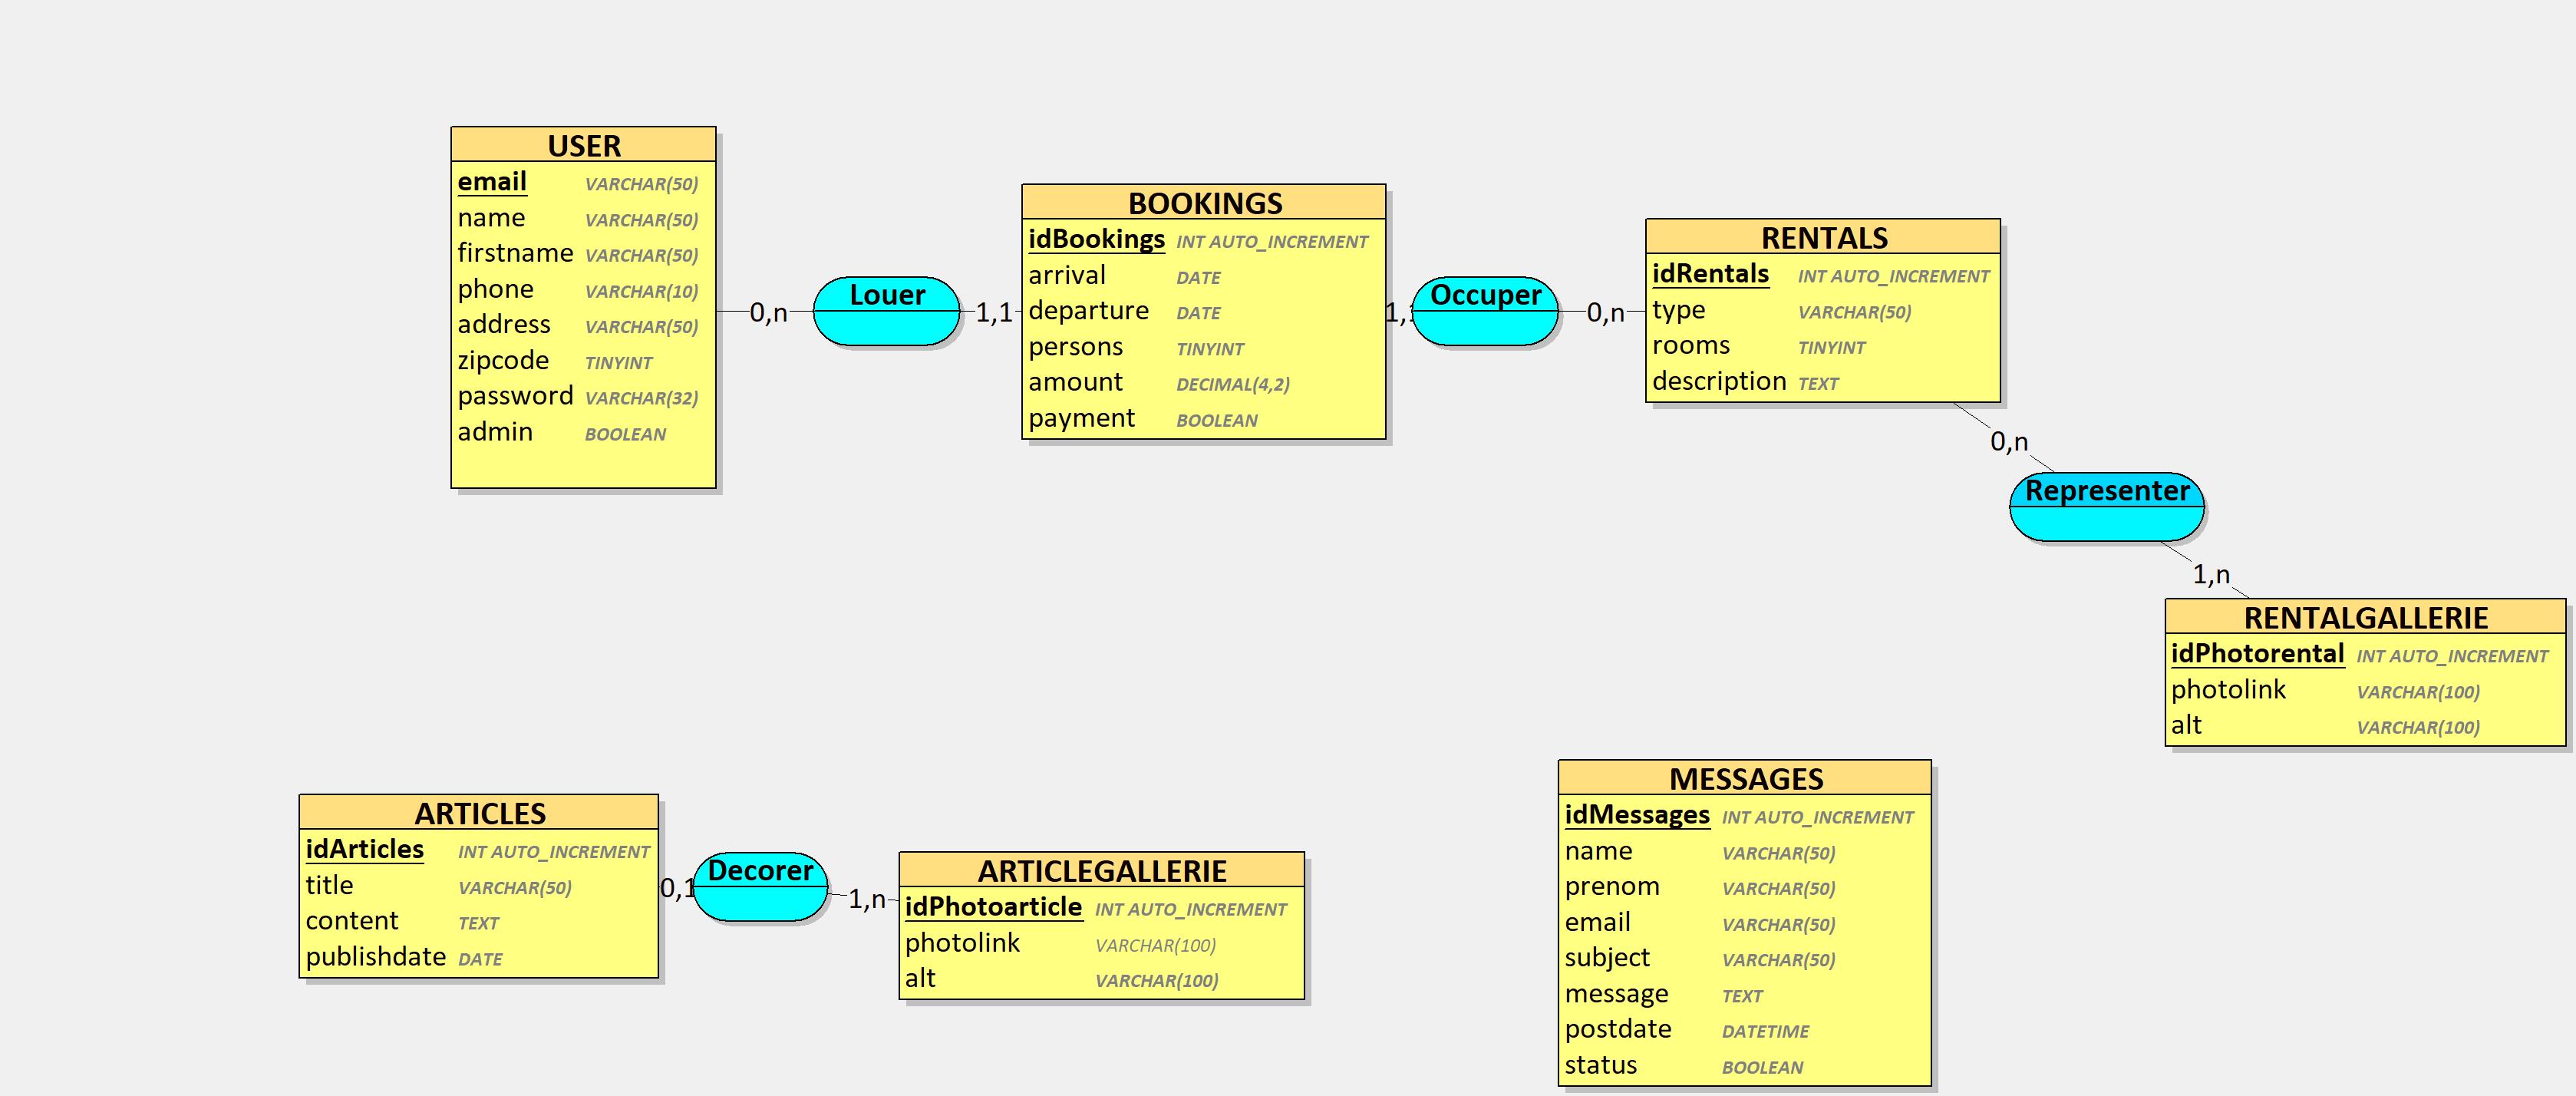 USER
email VARCHAR(50)
name VARCHAR(50)
firstname VARCHAR(50)
phone VARCHAR(10)
address VARCHAR(50)
zipcode TINYINT
password VARCHAR(32)
admin BOOLEAN
0,n
Louer
1,1
BOOKINGS
idBookings INT AUTO_INCREMENT
arrival DATE
departure DATE
persons TINYINT
amount DECIMAL(4,2)
payment BOOLEAN
1,1
Occuper
0,n
RENTALS
idRentals INT AUTO_INCREMENT
type VARCHAR(50)
rooms TINYINT
description TEXT
0,n
Representer
1,n
RENTALGALLERIE
idPhotorental INT AUTO_INCREMENT
photolink VARCHAR(100)
alt VARCHAR(100)
ARTICLES
idArticles INT AUTO_INCREMENT
title VARCHAR(50)
content TEXT
publishdate DATE
0,1
Decorer
1,n
ARTICLEGALLERIE
idPhotoarticle INT AUTO_INCREMENT
photolink VARCHAR(100)
alt VARCHAR(100)
MESSAGES
idMessages INT AUTO_INCREMENT
name VARCHAR(50)
prenom VARCHAR(50)
email VARCHAR(50)
subject VARCHAR(50)
message TEXT
postdate DATETIME
status BOOLEAN